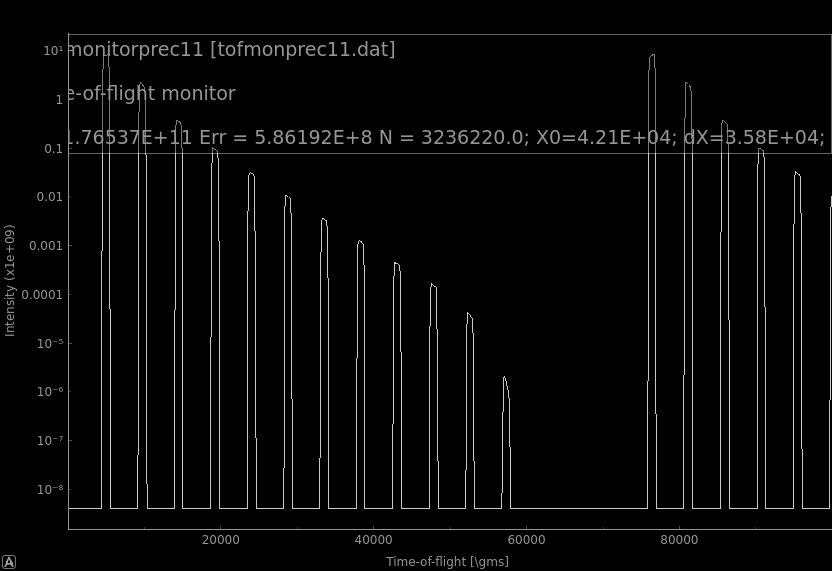 monitorprec11 [tofmonprec11.dat]
e-of-flight monitor
1.76537E+11 Err = 5.86192E+8 N = 3236220.0; X0=4.21E+04; dX=3.58E+04;
10¹
1
0.1
0.01
0.001
0.0001
10⁻⁵
10⁻⁶
10⁻⁷
10⁻⁸
Intensity (x1e+09)
20000 40000 60000 80000
Time-of-flight [\gms]
A